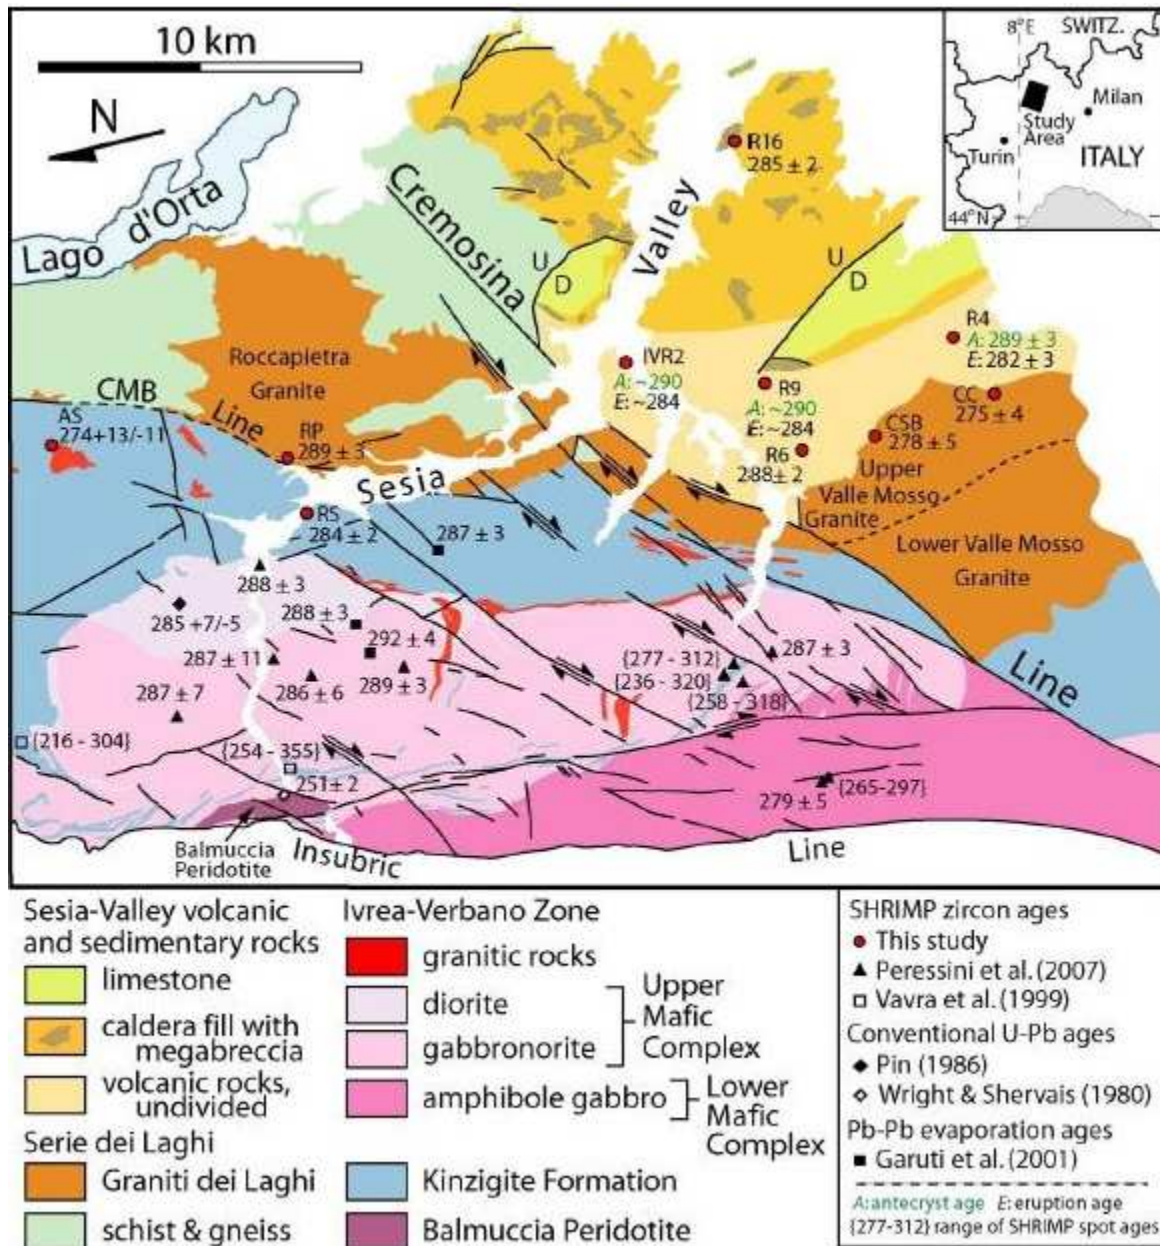 10 km
N
Lago d'Orta
Cremosina
Valley
R16
285 ± 2
8°E
SWITZ.
Milan
Study
Area
Turin
ITALY
44°N
U
D
U
D
Roccapietra
Granite
IVR2
A: ~290
E: ~284
R9
A: ~290
E: ~284
R4
A: 289 ± 3
E: 282 ± 3
CC
275 ± 4
CSB
278 ± 5
R6
288 ± 2
Upper
Valle Mosso
Granite
Lower Valle Mosso
Granite
CMB
Line
AS
274+13/-11
RP
289 ± 3
Sesia
R5
284 ± 2
287 ± 3
288 ± 3
285 +7/-5
288 ± 3
292 ± 4
287 ± 11
286 ± 6
289 ± 3
287 ± 7
{277 - 312}
{236 - 320}
{258 - 318}
287 ± 3
Line
{216 - 304}
{254 - 355}
251 ± 2
279 ± 5
{265-297}
Balmuccia
Peridotite
Insubric
Line
Sesia-Valley volcanic
and sedimentary rocks
limestone
caldera fill with
megabreccia
volcanic rocks,
undivided
Serie dei Laghi
Graniti dei Laghi
schist & gneiss
Ivrea-Verbano Zone
granitic rocks
diorite
gabbronorite
Upper
Mafic
Complex
amphibole gabbro
Lower
Mafic
Complex
Kinzigite Formation
Balmuccia Peridotite
SHRIMP zircon ages
This study
Peressini et al. (2007)
Vavra et al. (1999)
Conventional U-Pb ages
Pin (1986)
Wright & Shervais (1980)
Pb-Pb evaporation ages
Garuti et al. (2001)
A: antecryst age E: eruption age
{277-312} range of SHRIMP spot ages